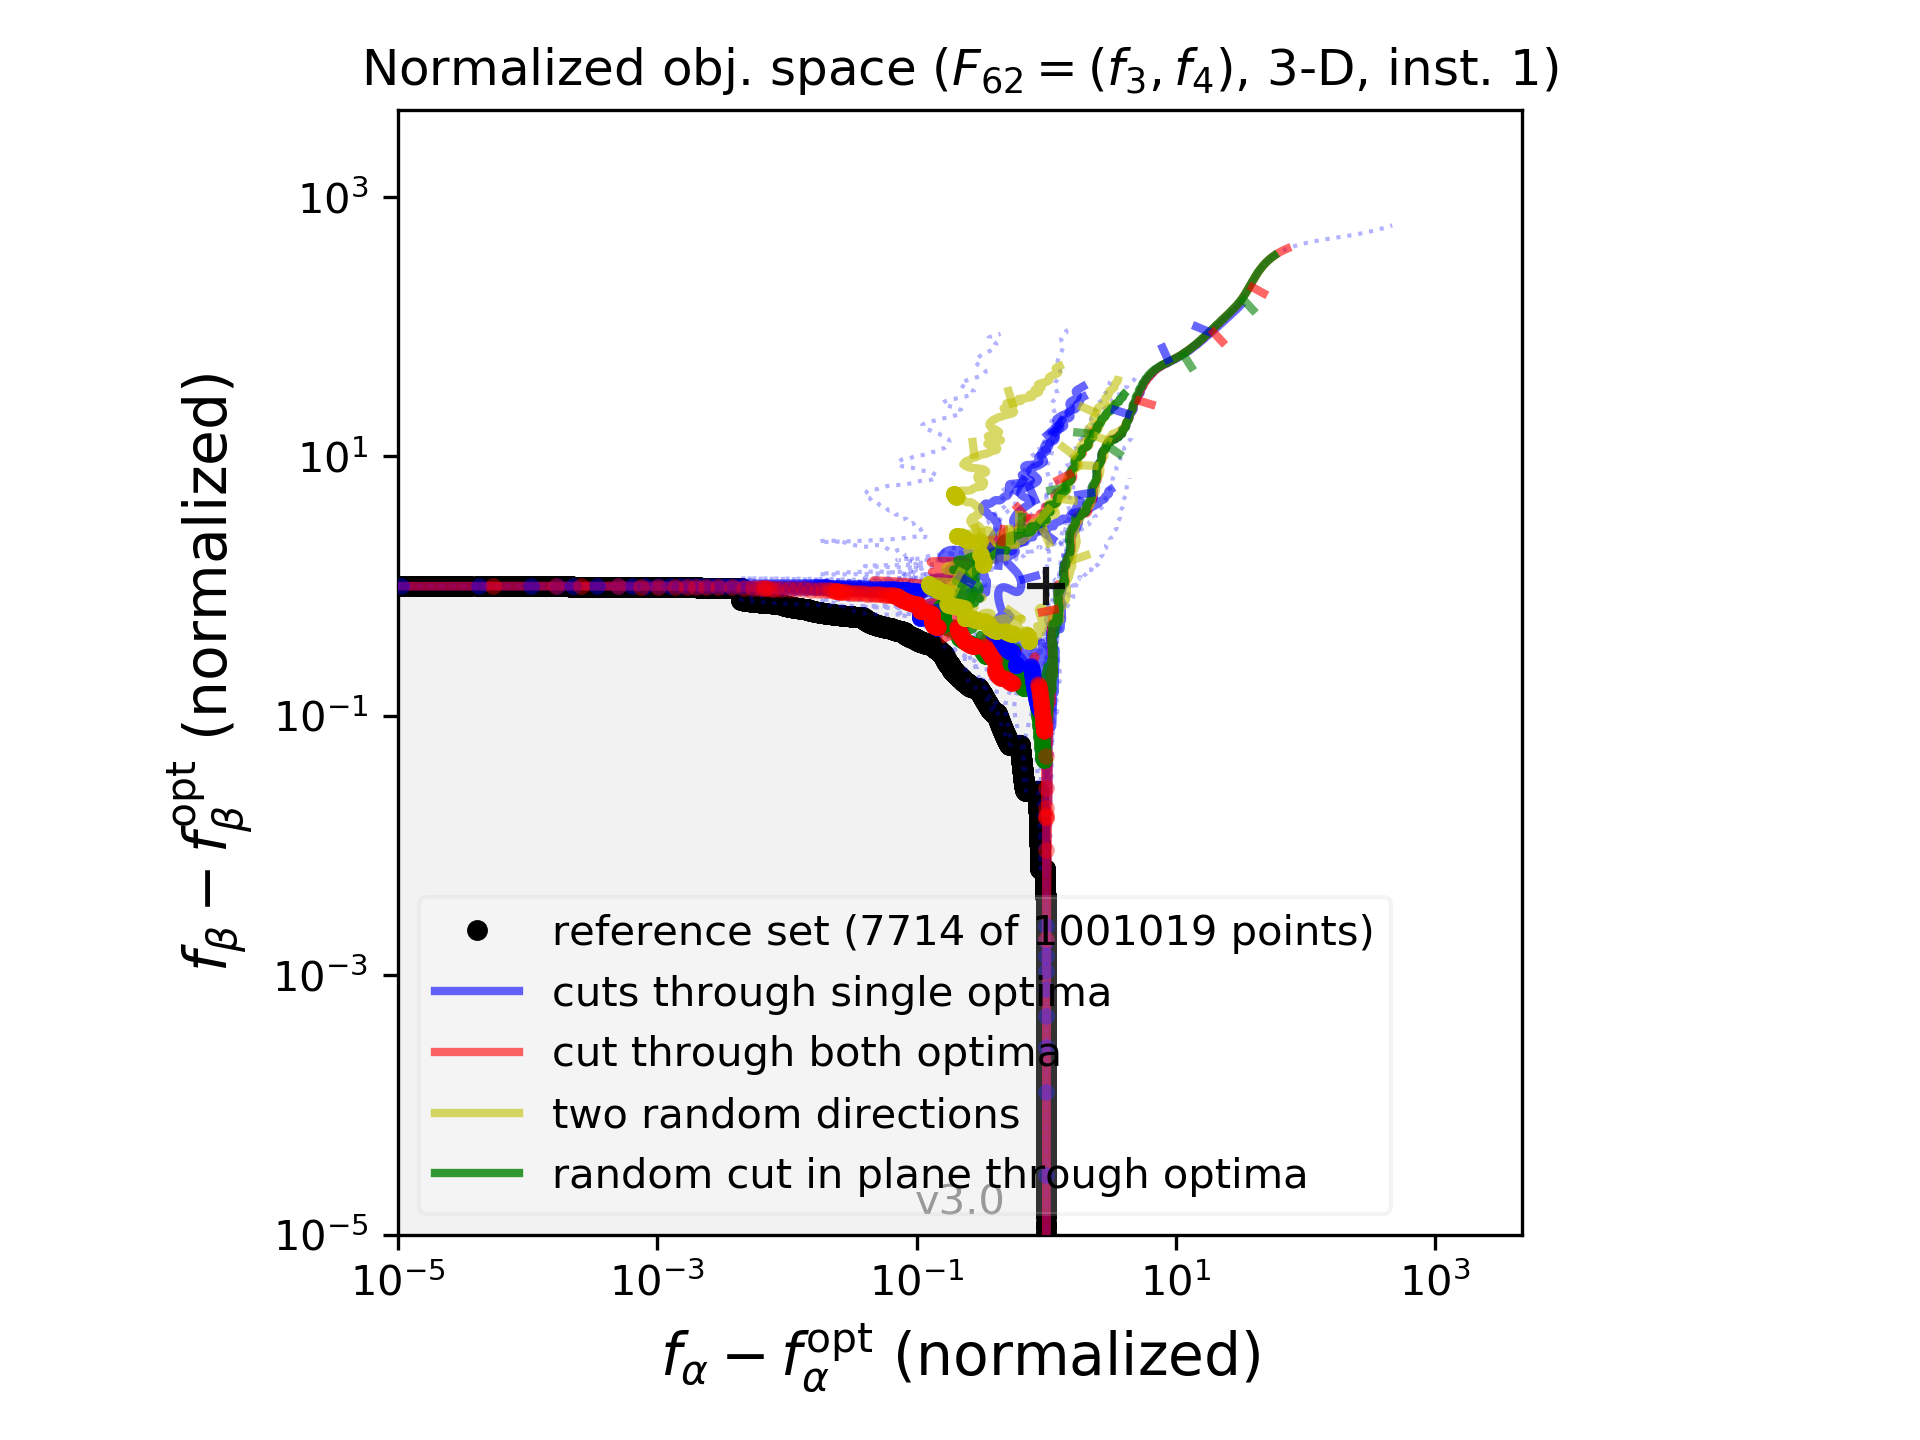 Normalized obj. space (F₆₂ = (f₃, f₄), 3-D, inst. 1)
10³
10¹
10⁻¹
10⁻³
10⁻⁵
f_β − f_β^opt (normalized)
reference set (7714 of 1001019 points)
cuts through single optima
cut through both optima
two random directions
random cut in plane through optima
v3.0
10⁻⁵ 10⁻³ 10⁻¹ 10¹ 10³
f_α − f_α^opt (normalized)